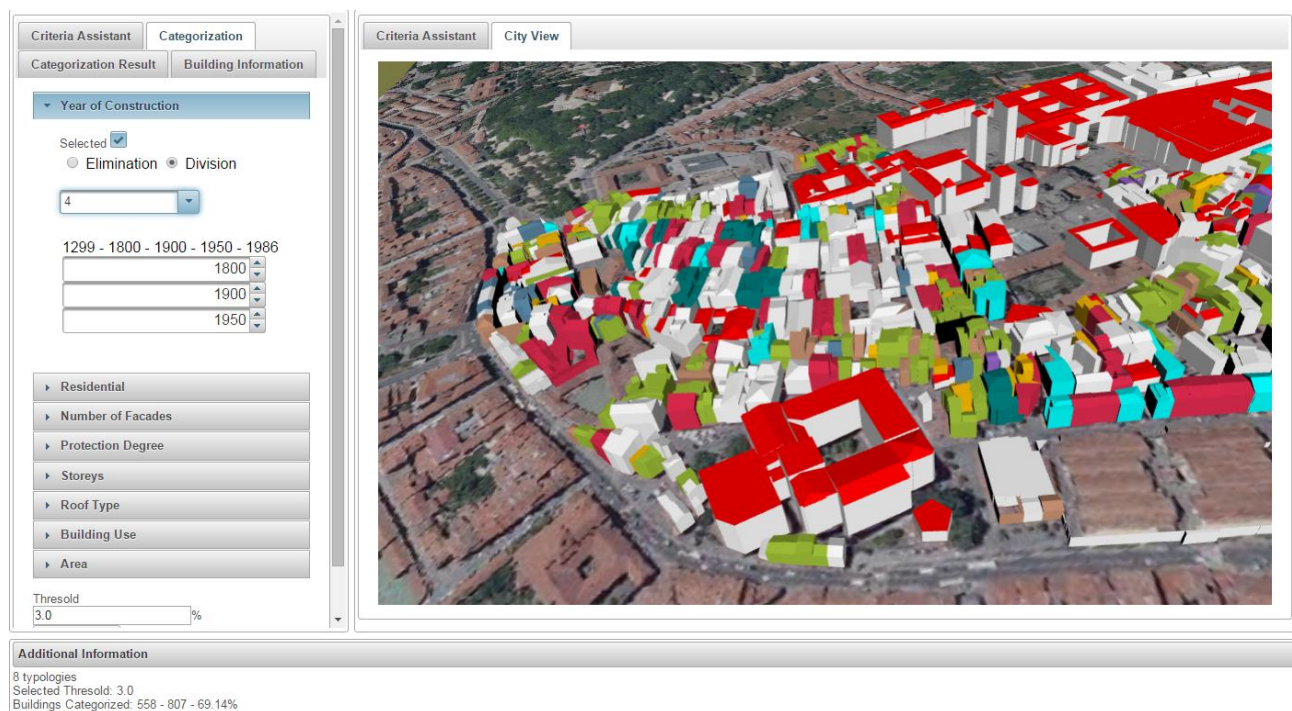 Criteria Assistant
Categorization
Categorization Result
Building Information
Year of Construction
Selected
Elimination
Division
4
1299 - 1800 - 1900 - 1950 - 1986
1800
1900
1950
Residential
Number of Facades
Protection Degree
Storeys
Roof Type
Building Use
Area
Thresold
3.0 %
Criteria Assistant
City View
Additional Information
8 typologies
Selected Thresold: 3.0
Buildings Categorized: 558 - 807 - 69.14%